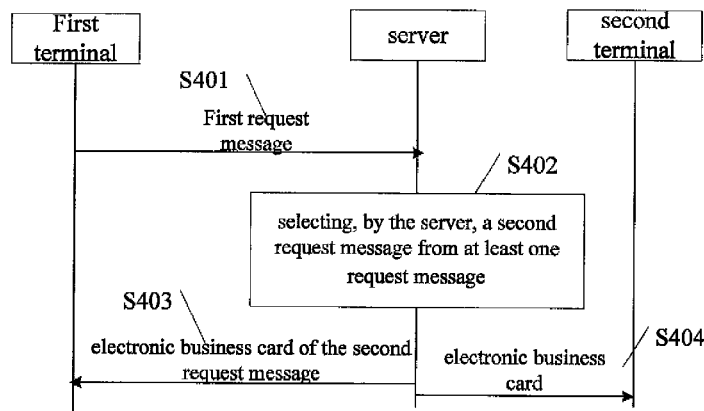 First
terminal
server
second
terminal
S401
First request
message
S402
selecting, by the server, a second
request message from at least one
request message
S403
electronic business card of the second
request message
electronic business
card
S404